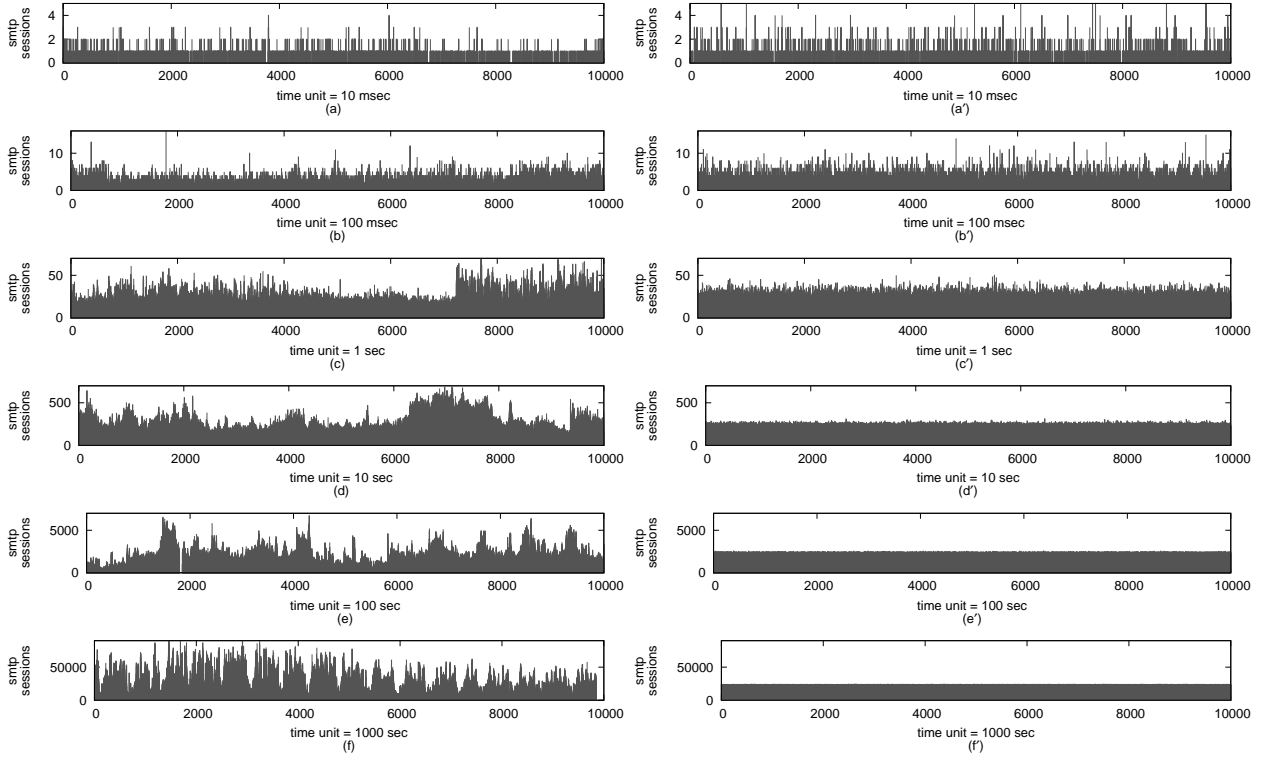 smtp
sessions
4
2
0
0 2000 4000 6000 8000 10000
time unit = 10 msec
(a)
smtp
sessions
4
2
0
0 2000 4000 6000 8000 10000
time unit = 10 msec
(a′)
smtp
sessions
10
0
0 2000 4000 6000 8000 10000
time unit = 100 msec
(b)
smtp
sessions
10
0
0 2000 4000 6000 8000 10000
time unit = 100 msec
(b′)
smtp
sessions
50
0
0 2000 4000 6000 8000 10000
time unit = 1 sec
(c)
smtp
sessions
50
0
0 2000 4000 6000 8000 10000
time unit = 1 sec
(c′)
smtp
sessions
500
0
0 2000 4000 6000 8000 10000
time unit = 10 sec
(d)
smtp
sessions
500
0
0 2000 4000 6000 8000 10000
time unit = 10 sec
(d′)
smtp
sessions
5000
0
0 2000 4000 6000 8000 10000
time unit = 100 sec
(e)
smtp
sessions
5000
0
0 2000 4000 6000 8000 10000
time unit = 100 sec
(e′)
smtp
sessions
50000
0
0 2000 4000 6000 8000 10000
time unit = 1000 sec
(f)
smtp
sessions
50000
0
0 2000 4000 6000 8000 10000
time unit = 1000 sec
(f′)